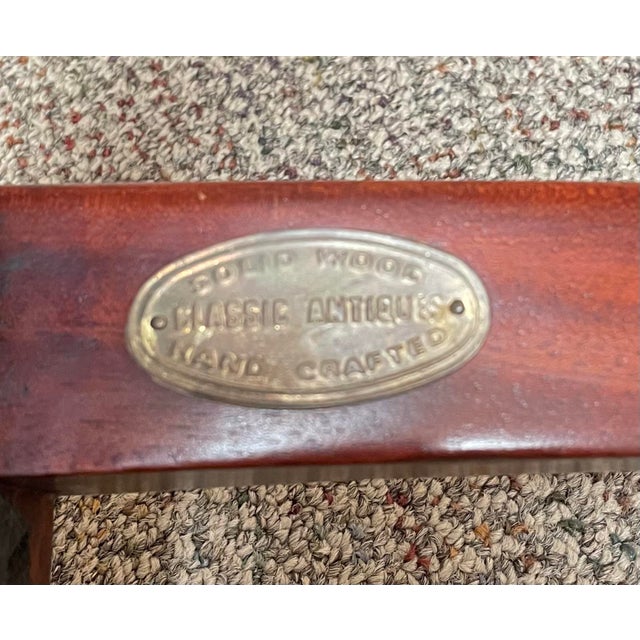 SOLID WOOD
CLASSIC ANTIQUES
HAND CRAFTED